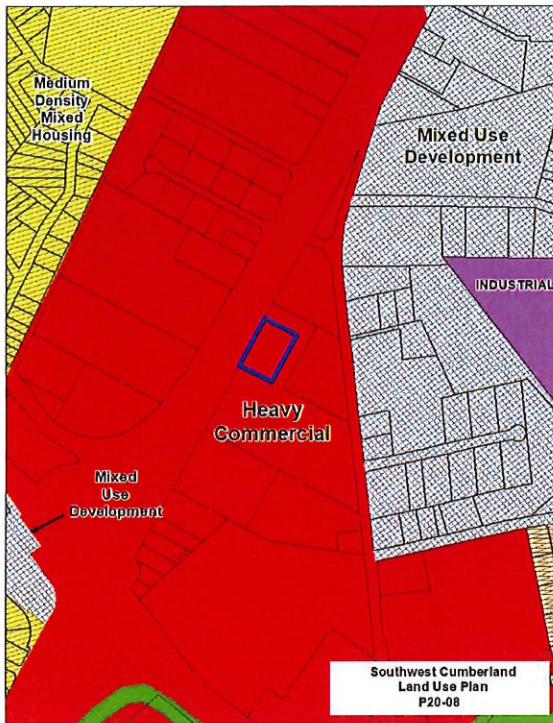 Medium
Density
Mixed
Housing
Mixed Use
Development
INDUSTRIAL
Heavy
Commercial
Mixed
Use
Development
Southwest Cumberland
Land Use Plan
P20-08